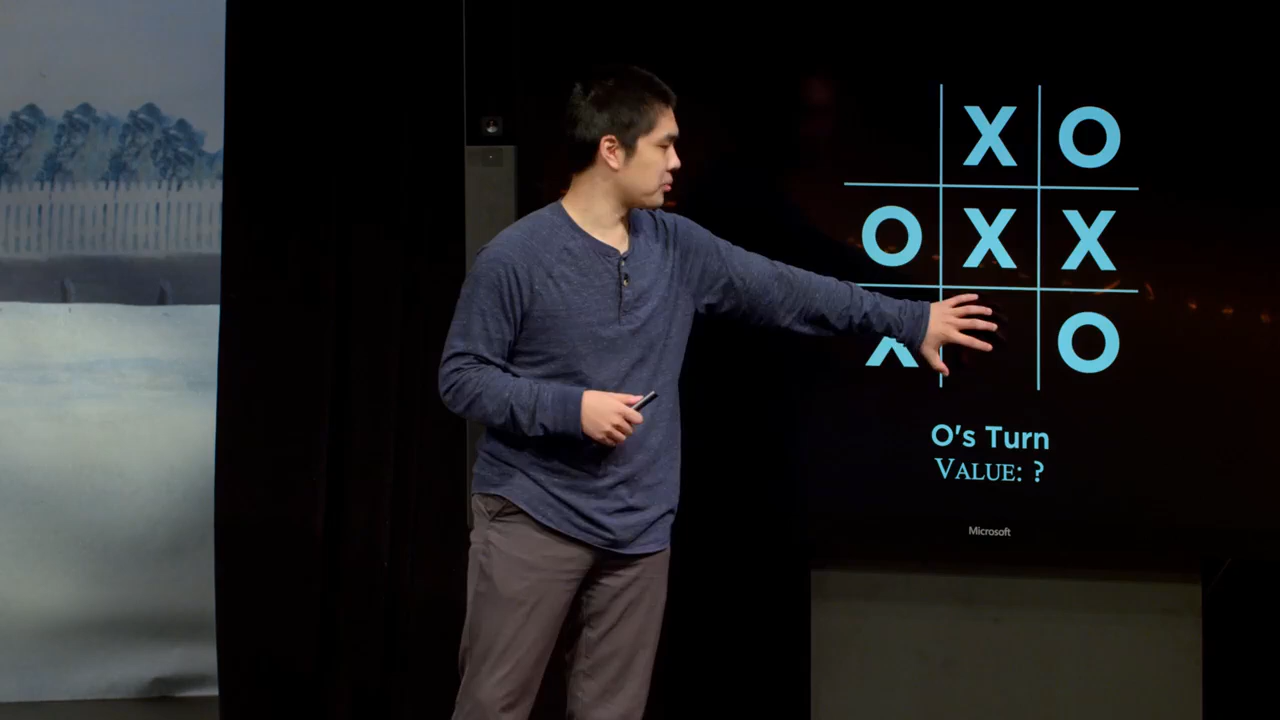 X O
O X X
X O
O's Turn
VALUE: ?
Microsoft